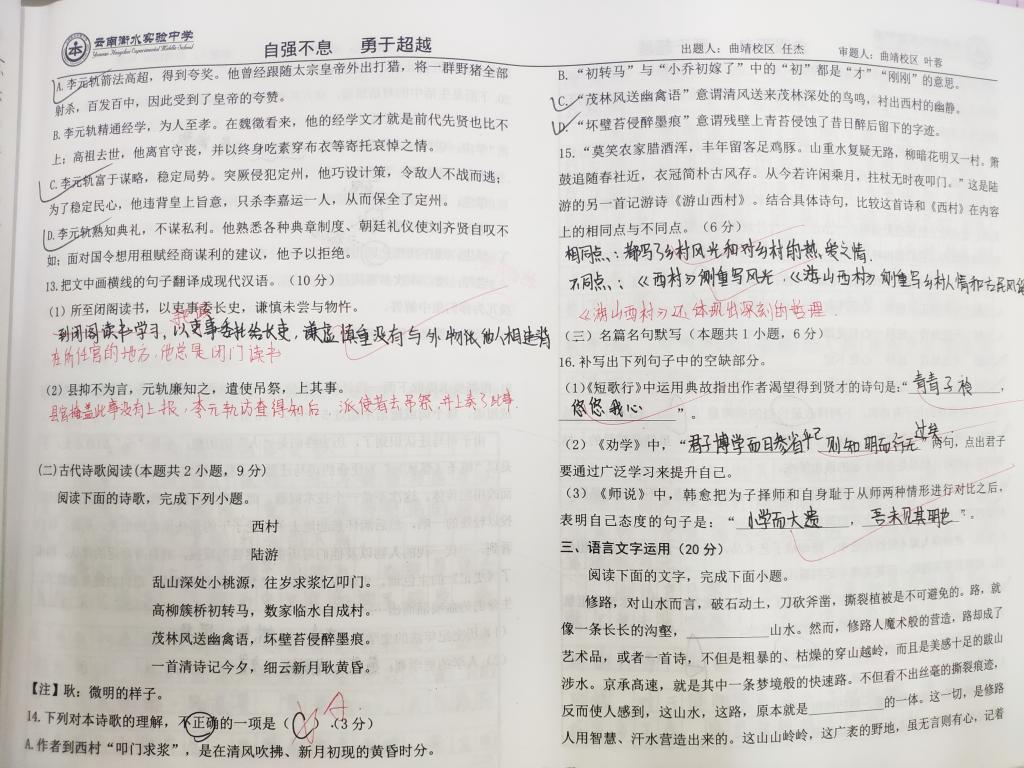 云南衡水实验中学
自强不息 勇于超越
A.李元轨箭法高超，得到夸奖。他曾经跟随太宗皇帝外出打猎，将一群野猪全部
射杀，百发百中，因此受到了皇帝的夸赞。
B.李元轨精通经学，为人至孝。在魏徵看来，他的经学文才就是前代先贤也比不
上；高祖去世，他离官守丧，并以终身吃素穿布衣等寄托哀悼之情。
C.李元轨富于谋略，稳定局势。突厥侵犯定州，他巧设计策，令敌人不战而逃；
为了稳定民心，他违背皇上旨意，只杀李嘉运一人，从而保全了定州。
D.李元轨熟知典礼，不谋私利。他熟悉各种典章制度、朝廷礼仪使刘齐贤自叹不
如；面对国令想用租赋经商谋利的建议，他予以拒绝。
13.把文中画横线的句子翻译成现代汉语。（10 分）
(1) 所至闭阁读书，以吏事委长史，谦慎未尝与物忤。
到闭阁读书学习，以吏事委托给长史，谦虚慎重没有与外物依他人相违背
在所任官的地方，他总是闭门读书
(2) 县抑不为言，元轨廉知之，遣使吊祭，上其事。
县官掩盖此事没有上报，李元轨访查得知后，派使者去吊祭，并上奏了此事.
(二)古代诗歌阅读(本题共 2 小题，9 分)
阅读下面的诗歌，完成下列小题。
西村
陆游
乱山深处小桃源，往岁求浆忆叩门。
高柳簇桥初转马，数家临水自成村。
茂林风送幽禽语，坏壁苔侵醉墨痕。
一首清诗记今夕，细云新月耿黄昏。
【注】耿：微明的样子。
14.下列对本诗歌的理解，不正确的一项是（C）（3 分）
A
A.作者到西村“叩门求浆”，是在清风吹拂、新月初现的黄昏时分。
出题人：曲靖校区 任杰 审题人：曲靖校区 叶蓉
B.“初转马”与“小乔初嫁了”中的“初”都是“才”“刚刚”的意思。
C.“茂林风送幽禽语”意谓清风送来茂林深处的鸟鸣，衬出西村的幽静。
D.“坏壁苔侵醉墨痕”意谓残壁上青苔侵蚀了昔日醉后留下的字迹。
15.“莫笑农家腊酒浑，丰年留客足鸡豚。山重水复疑无路，柳暗花明又一村。箫
鼓追随春社近，衣冠简朴古风存。从今若许闲乘月，拄杖无时夜叩门。”这是陆
游的另一首记游诗《游山西村》。结合具体诗句，比较这首诗和《西村》在内容
上的相同点与不同点。（6 分）
相同点：都写了乡村风光和对乡村的热爱之情.
不同点：《西村》侧重写风光，《游山西村》侧重写乡村人情和
《游山西村》还体现出深刻的哲理
(三) 名篇名句默写（本题共 1 小题，6 分）
16.补写出下列句子中的空缺部分。
(1)《短歌行》中运用典故指出作者渴望得到贤才的诗句是：“青青子衿，
悠悠我心”。
(2) 《劝学》中，“君子博学而日参省乎己 则知明而行无过矣”两句，点出君子
要通过广泛学习来提升自己。
(3) 《师说》中，韩愈把为子择师和自身耻于从师两种情形进行对比之后，
表明自己态度的句子是：“小学而大遗，吾未见其明也”。
三、语言文字运用（20 分）
阅读下面的文字，完成下面小题。
修路，对山水而言，破石动土，刀砍斧凿，撕裂植被是不可避免的。路，就
像一条长长的沟壑，____山水。然而，修路人魔术般的营造，路却成了
艺术品，或者一首诗，不但是粗暴的、枯燥的穿山越岭，而且是美感十足的跋山
涉水。京承高速，就是其中一条梦境般的快速路。不但看不出丝毫的撕裂痕迹，
反而使人感到，这山水，这路，原本就是____的一体。这一切，是修路
人用智慧、汗水营造出来的。这山山岭岭，这广袤的野地，虽无言则有心，记着